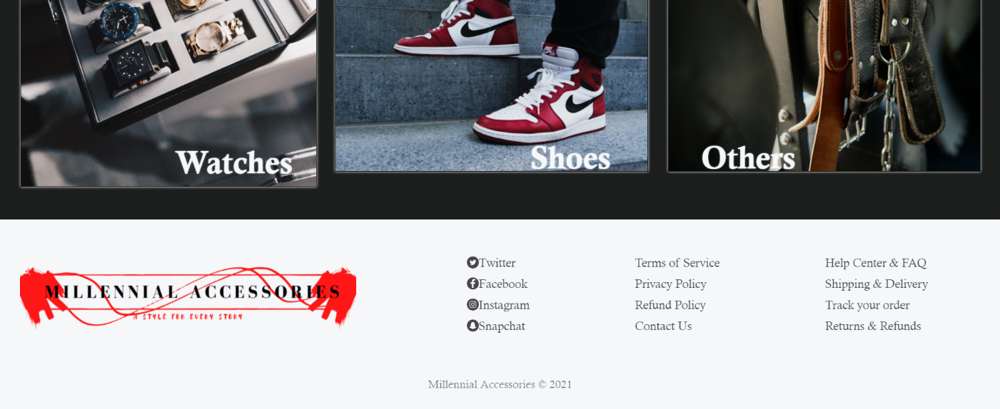 Watches
Shoes
Others
MILLENNIAL ACCESSORIES
A STYLE FOR EVERY STORY
Twitter
Facebook
Instagram
Snapchat
Terms of Service
Privacy Policy
Refund Policy
Contact Us
Help Center & FAQ
Shipping & Delivery
Track your order
Returns & Refunds
Millennial Accessories © 2021